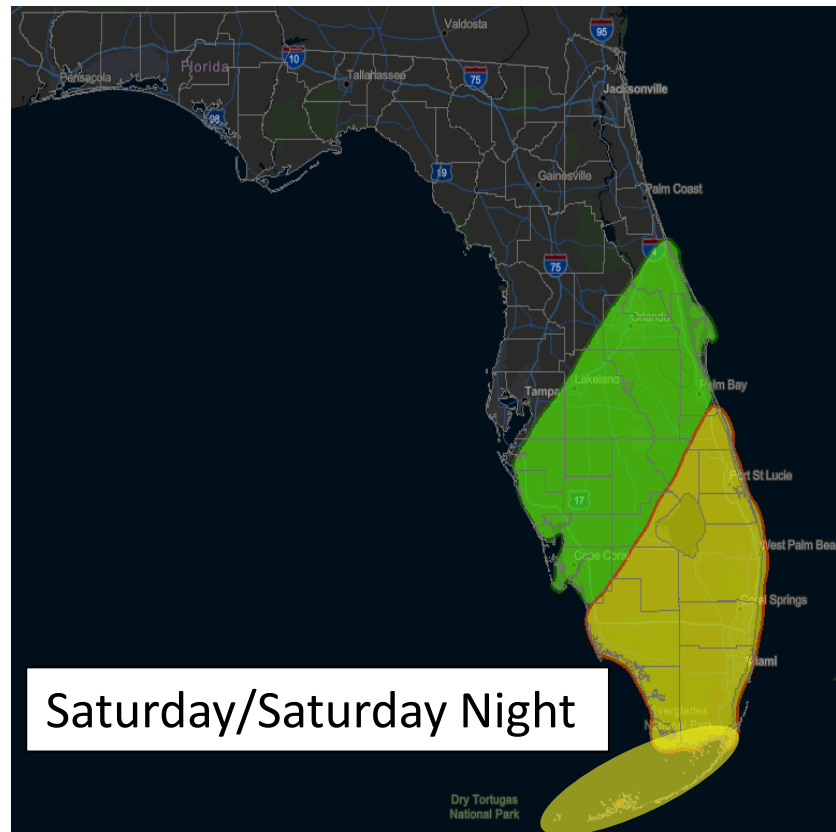 Valdosta
95
10
Pensacola
Florida
Tallahassee
75
Jacksonville
98
19
Gainesville
Palm Coast
4
75
Orlando
Lakeland
Palm Bay
Tampa
Port St Lucie
17
West Palm Bea
Cape Coral
Coral Springs
Miami
Saturday/Saturday Night
Everglades
National Park
Dry Tortugas
National Park